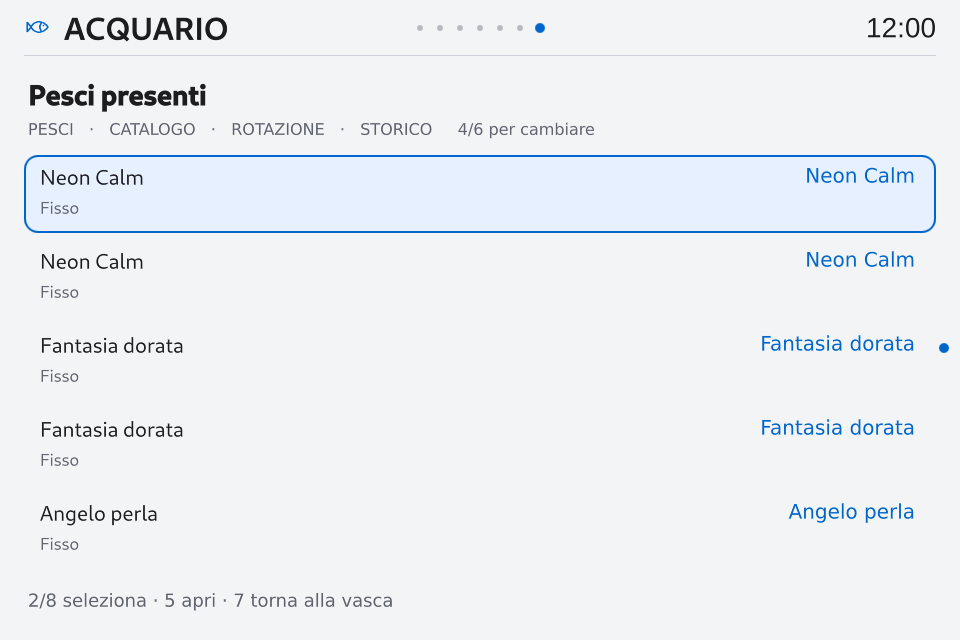 ACQUARIO 12:00
Pesci presenti
PESCI · CATALOGO · ROTAZIONE · STORICO 4/6 per cambiare
Neon Calm Neon Calm
Fisso
Neon Calm Neon Calm
Fisso
Fantasia dorata Fantasia dorata
Fisso
Fantasia dorata Fantasia dorata
Fisso
Angelo perla Angelo perla
Fisso
2/8 seleziona · 5 apri · 7 torna alla vasca